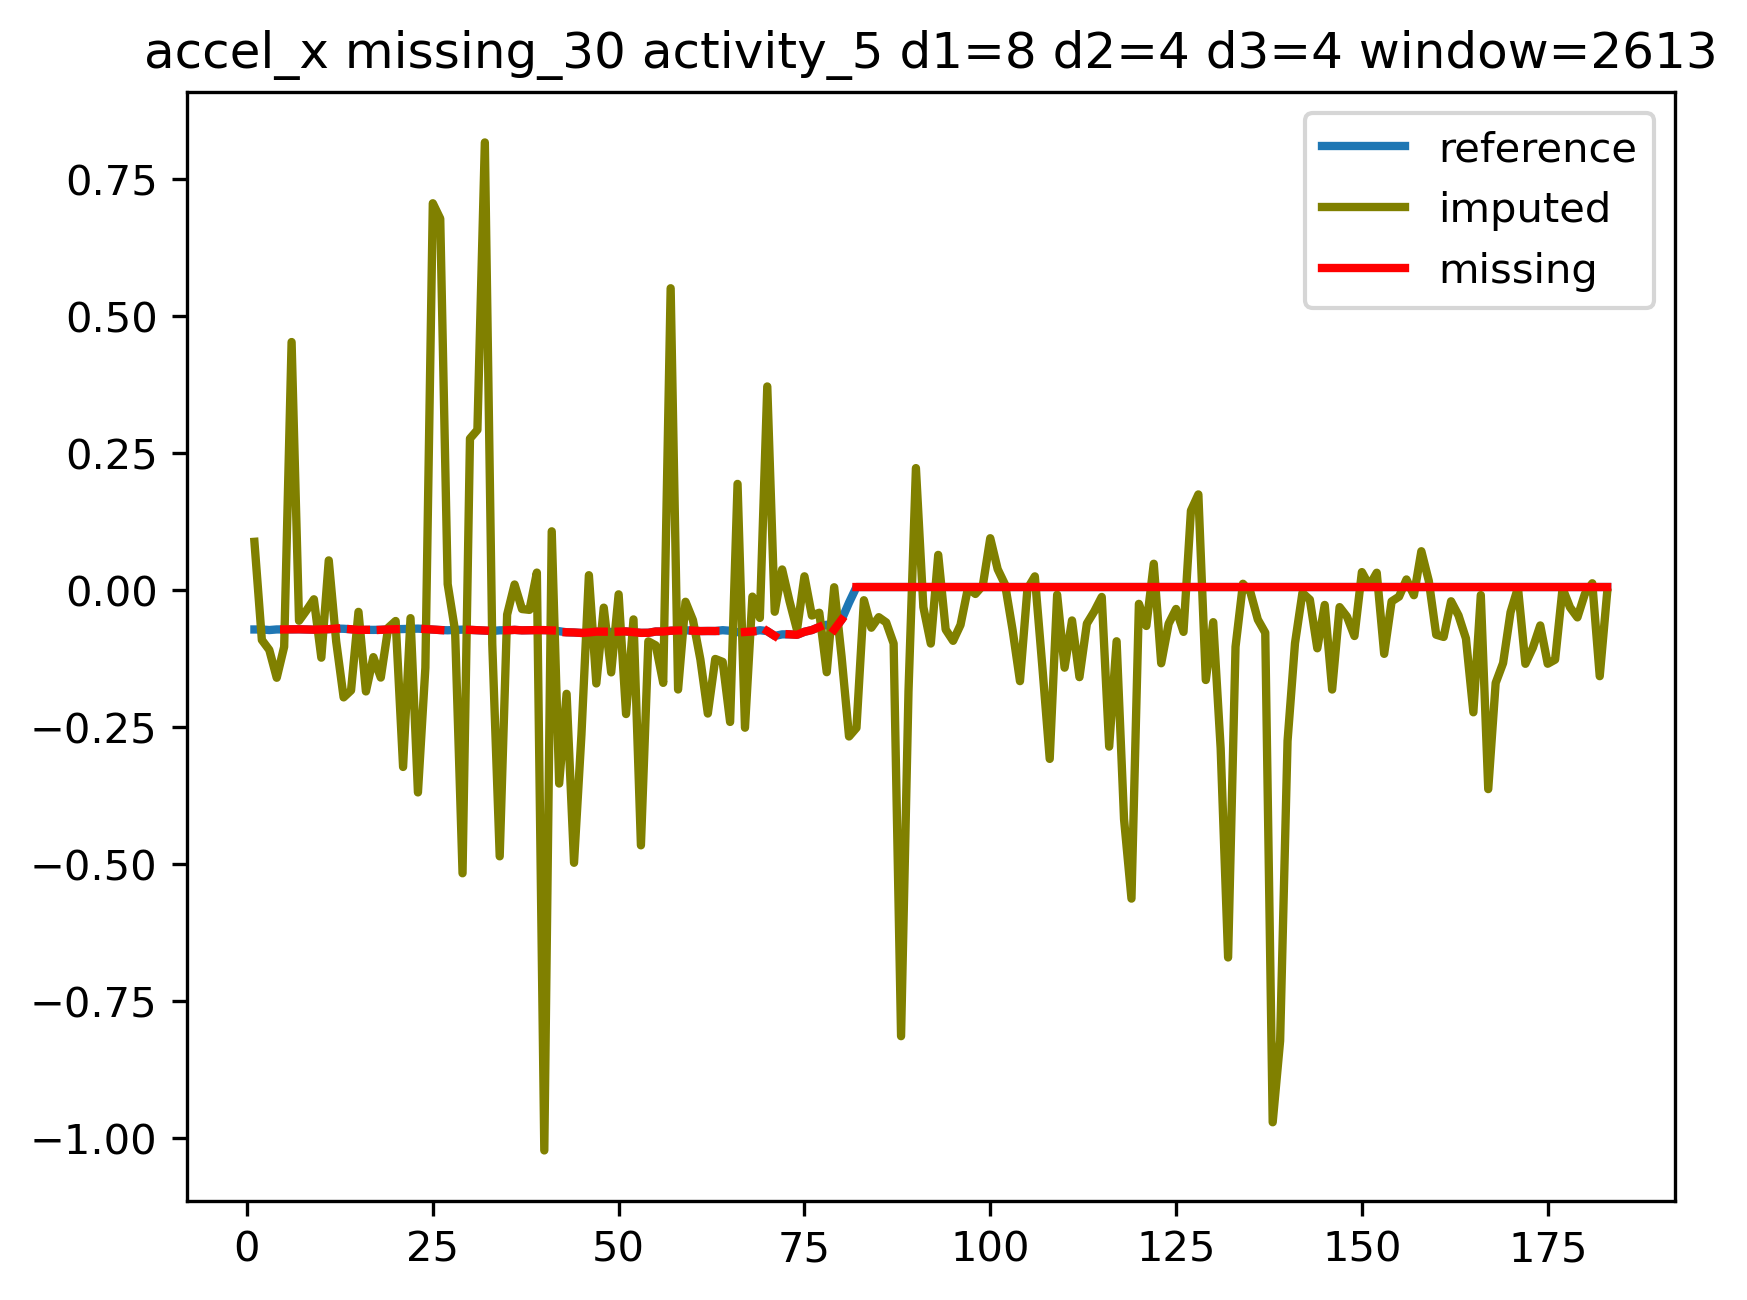 accel_x missing_30 activity_5 d1=8 d2=4 d3=4 window=2613
reference
imputed
missing
0.75
0.50
0.25
0.00
−0.25
−0.50
−0.75
−1.00
0 25 50 75 100 125 150 175